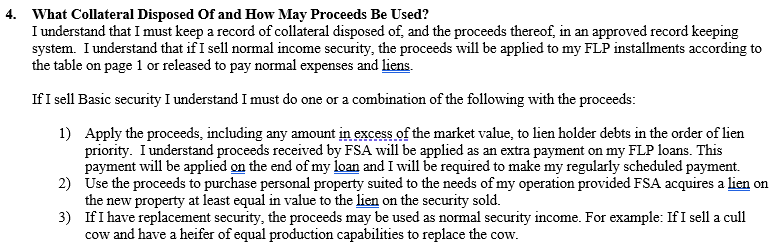 4. What Collateral Disposed Of and How May Proceeds Be Used?
I understand that I must keep a record of collateral disposed of, and the proceeds thereof, in an approved record keeping
system. I understand that if I sell normal income security, the proceeds will be applied to my FLP installments according to
the table on page 1 or released to pay normal expenses and liens.
If I sell Basic security I understand I must do one or a combination of the following with the proceeds:
1) Apply the proceeds, including any amount in excess of the market value, to lien holder debts in the order of lien
priority. I understand proceeds received by FSA will be applied as an extra payment on my FLP loans. This
payment will be applied on the end of my loan and I will be required to make my regularly scheduled payment.
2) Use the proceeds to purchase personal property suited to the needs of my operation provided FSA acquires a lien on
the new property at least equal in value to the lien on the security sold.
3) If I have replacement security, the proceeds may be used as normal security income. For example: If I sell a cull
cow and have a heifer of equal production capabilities to replace the cow.